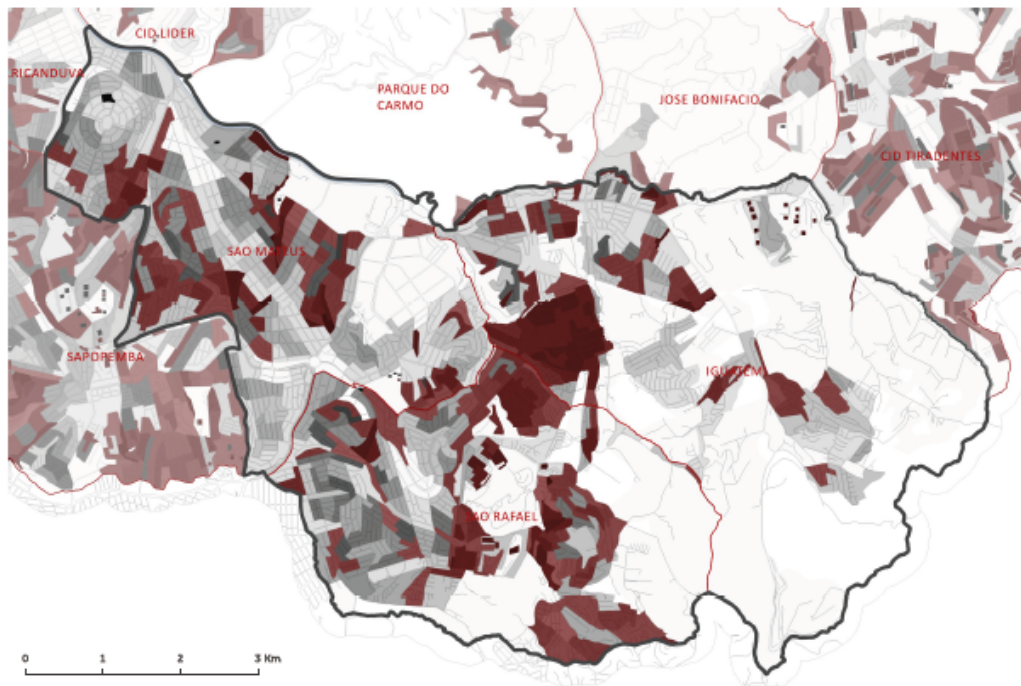 CID LIDER
RICANDUVA
PARQUE DO
CARMO
JOSE BONIFACIO
CID TIRADENTES
SAO MATEUS
SAPOPEMBA
IGUATEMI
SAO RAFAEL
0 1 2 3 Km